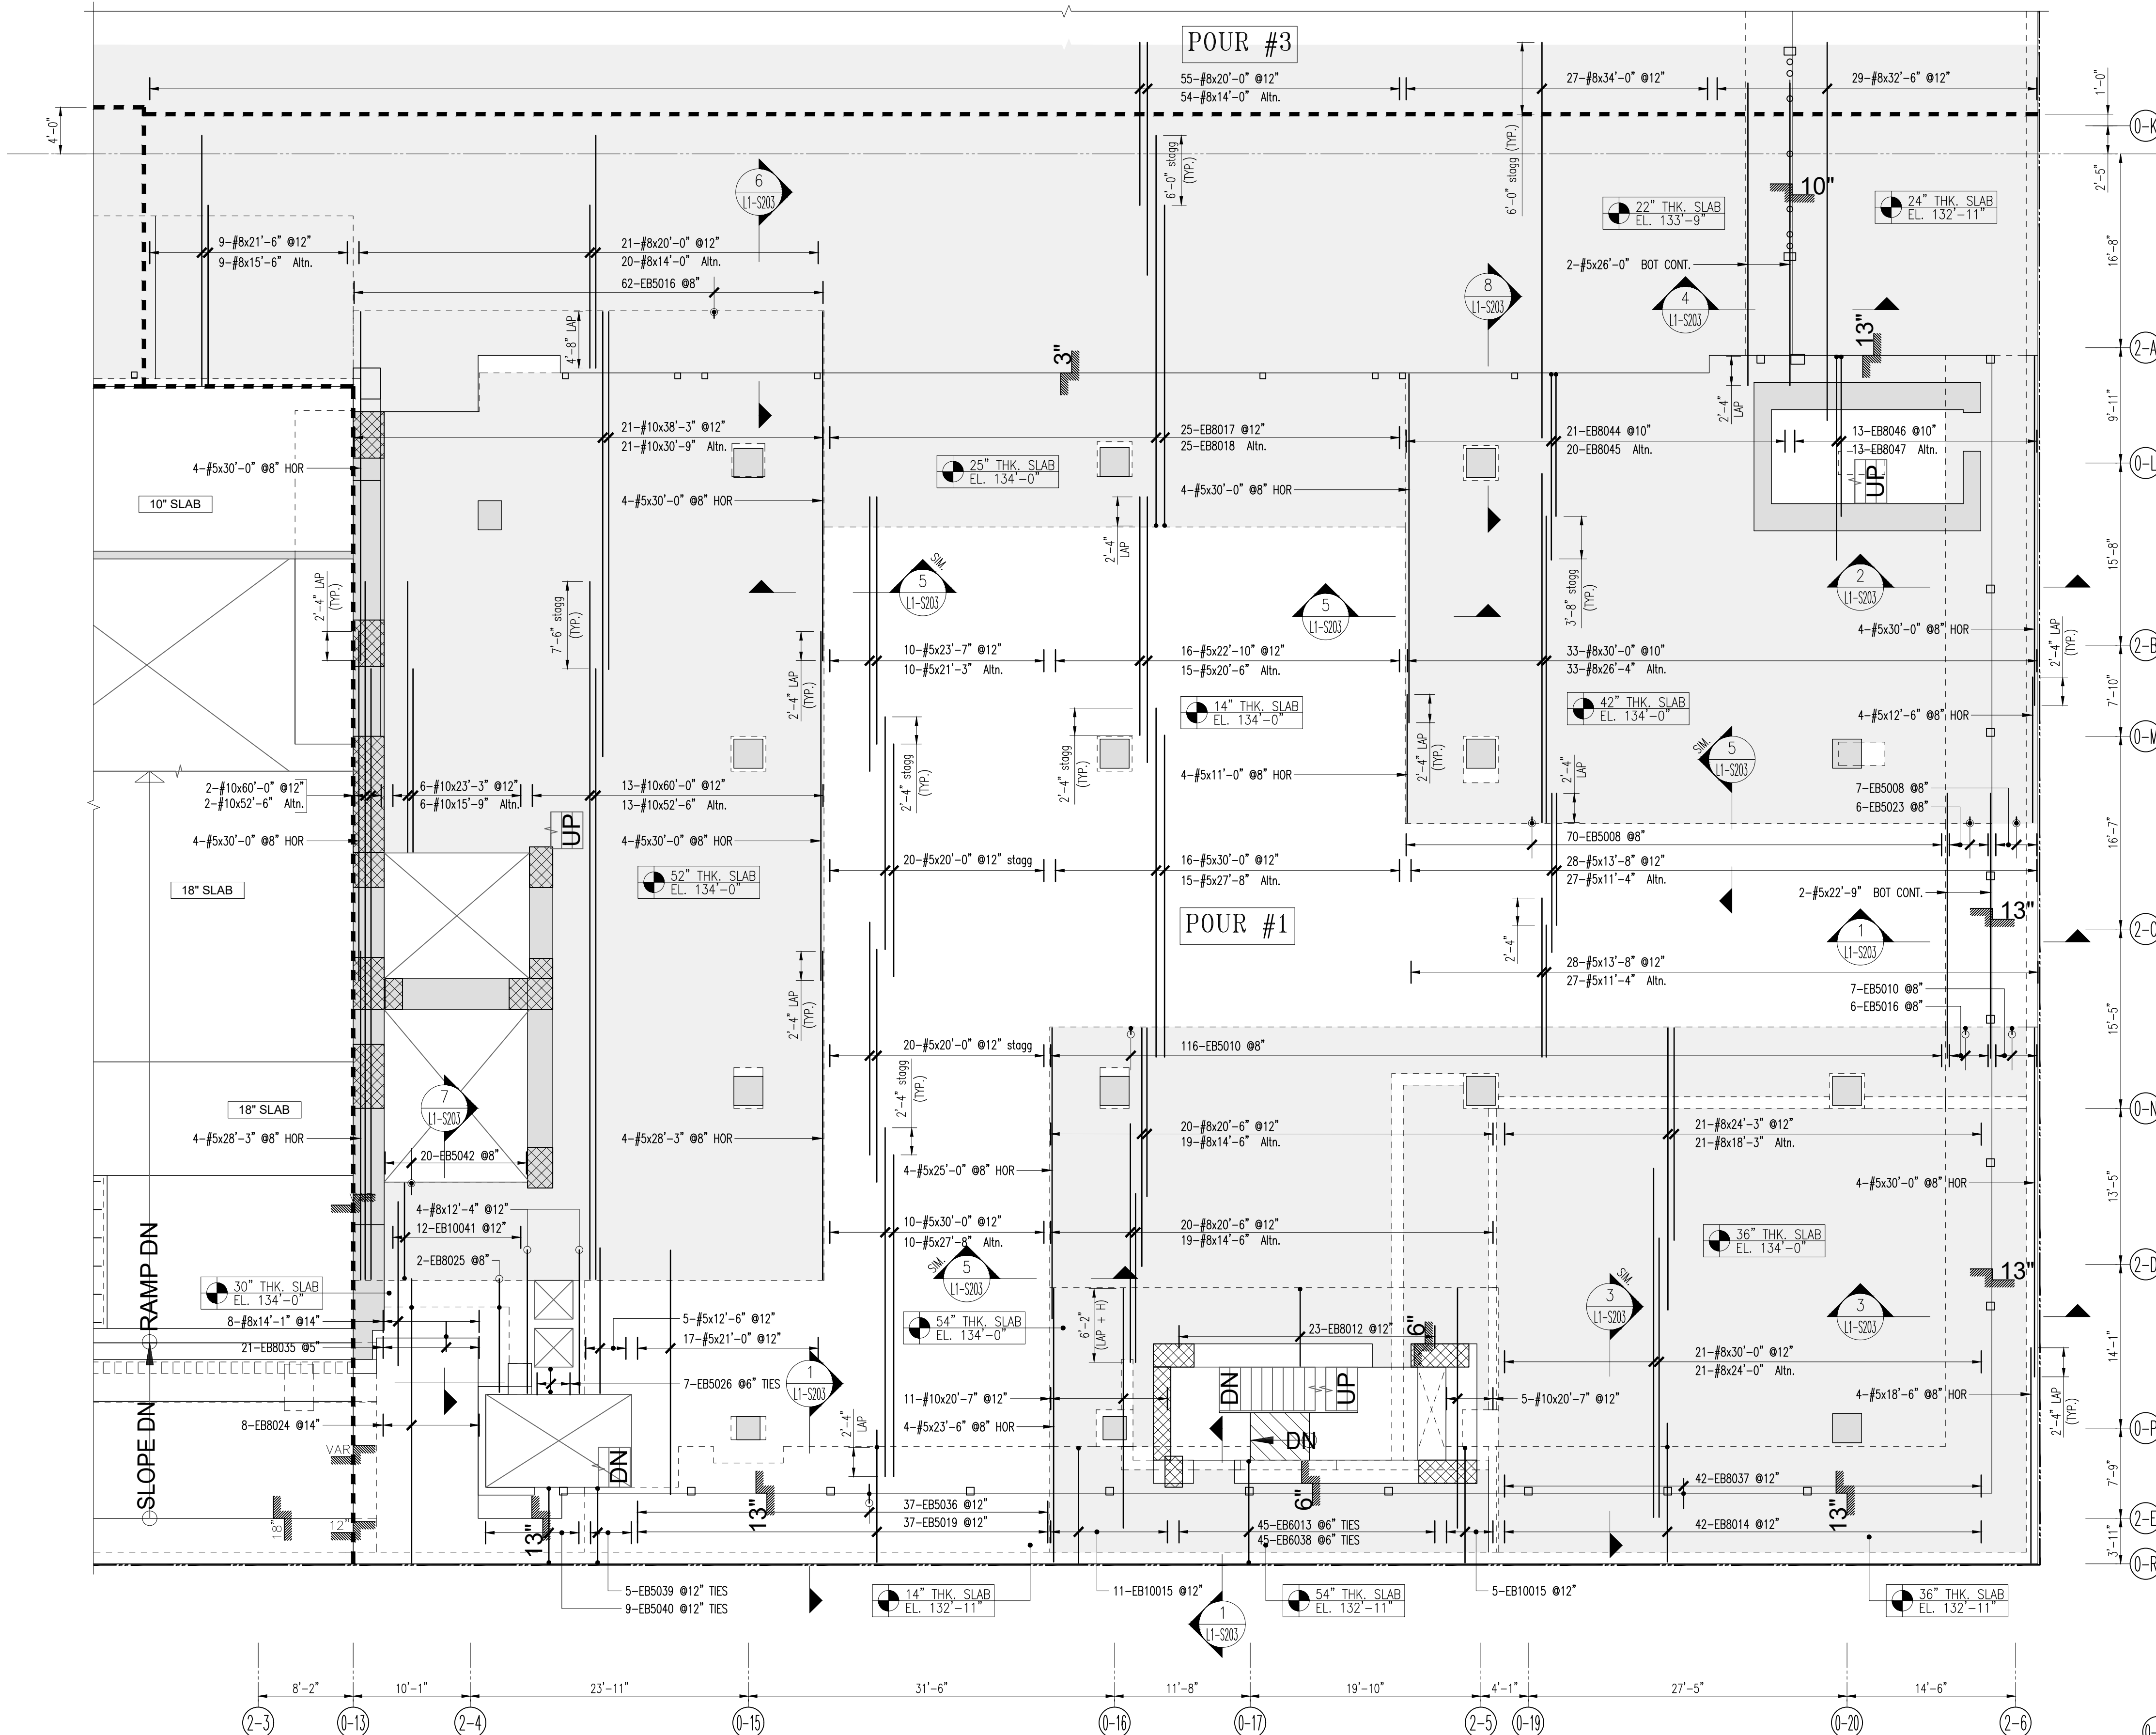 POUR #3
55-#8x20'-0" @12"
54-#8x14'-0" Altn.
27-#8x34'-0" @12"
29-#8x32'-6" @12"
1'-0"
0-K
4'-0"
6'-0" stagg
(TYP.)
6'-0" stagg (TYP.)
2'-5"
6
L1-S203
10"
22" THK. SLAB
EL. 133'-9"
24" THK. SLAB
EL. 132'-11"
9-#8x21'-6" @12"
9-#8x15'-6" Altn.
21-#8x20'-0" @12"
20-#8x14'-0" Altn.
62-EB5016 @8"
2-#5x26'-0" BOT CONT.
16'-8"
8
L1-S203
4
L1-S203
4'-8" LAP
3"
13"
2-A
2'-4"
LAP
9'-11"
21-#10x38'-3" @12"
21-#10x30'-9" Altn.
25-EB8017 @12"
25-EB8018 Altn.
21-EB8044 @10"
20-EB8045 Altn.
13-EB8046 @10"
13-EB8047 Altn.
4-#5x30'-0" @8" HOR
25" THK. SLAB
EL. 134'-0"
0-L
UP
10" SLAB
4-#5x30'-0" @8" HOR
4-#5x30'-0" @8" HOR
2'-4"
LAP
15'-8"
SIM.
5
L1-S203
5
L1-S203
2
L1-S203
2'-4" LAP
(TYP.)
7'-6" stagg
(TYP.)
3'-8" stagg
(TYP.)
4-#5x30'-0" @8" HOR
2'-4" LAP
(TYP.)
2-B
10-#5x23'-7" @12"
10-#5x21'-3" Altn.
16-#5x22'-10" @12"
15-#5x20'-6" Altn.
33-#8x30'-0" @10"
33-#8x26'-4" Altn.
2'-4" LAP
(TYP.)
7'-10"
14" THK. SLAB
EL. 134'-0"
42" THK. SLAB
EL. 134'-0"
4-#5x12'-6" @8" HOR
0-M
2'-4" stagg
(TYP.)
2'-4" stagg
(TYP.)
2'-4" LAP
(TYP.)
SIM.
5
L1-S203
4-#5x11'-0" @8" HOR
2'-4"
LAP
2-#10x60'-0" @12"
2-#10x52'-6" Altn.
6-#10x23'-3" @12"
6-#10x15'-9" Altn.
13-#10x60'-0" @12"
13-#10x52'-6" Altn.
7-EB5008 @8"
6-EB5023 @8"
UP
4-#5x30'-0" @8" HOR
4-#5x30'-0" @8" HOR
70-EB5008 @8"
16'-7"
20-#5x20'-0" @12" stagg
16-#5x30'-0" @12"
15-#5x27'-8" Altn.
28-#5x13'-8" @12"
27-#5x11'-4" Altn.
52" THK. SLAB
EL. 134'-0"
18" SLAB
2-#5x22'-9" BOT CONT.
POUR #1
13"
2-C
2'-4"
1
L1-S203
28-#5x13'-8" @12"
27-#5x11'-4" Altn.
2'-4" LAP
(TYP.)
7-EB5010 @8"
6-EB5016 @8"
15'-5"
20-#5x20'-0" @12" stagg
116-EB5010 @8"
2'-4" stagg
(TYP.)
18" SLAB
7
L1-S203
0-N
4-#5x28'-3" @8" HOR
4-#5x28'-3" @8" HOR
20-#8x20'-6" @12"
19-#8x14'-6" Altn.
21-#8x24'-3" @12"
21-#8x18'-3" Altn.
20-EB5042 @8"
4-#5x25'-0" @8" HOR
4-#5x30'-0" @8" HOR
13'-5"
4-#8x12'-4" @12"
12-EB10041 @12"
10-#5x30'-0" @12"
10-#5x27'-8" Altn.
20-#8x20'-6" @12"
19-#8x14'-6" Altn.
36" THK. SLAB
EL. 134'-0"
2-EB8025 @8"
SIM.
5
L1-S203
13"
2-D
RAMP DN
30" THK. SLAB
EL. 134'-0"
8-#8x14'-1" @14"
21-EB8035 @5"
5-#5x12'-6" @12"
17-#5x21'-0" @12"
54" THK. SLAB
EL. 134'-0"
6'-2"
(LAP + H)
23-EB8012 @12"
6"
SIM.
3
L1-S203
3
L1-S203
21-#8x30'-0" @12"
21-#8x24'-0" Altn.
14'-1"
7-EB5026 @6" TIES
1
L1-S203
11-#10x20'-7" @12"
DN
UP
5-#10x20'-7" @12"
4-#5x18'-6" @8" HOR
2'-4" LAP
(TYP.)
8-EB8024 @14"
2'-4"
LAP
4-#5x23'-6" @8" HOR
DN
0-P
SLOPE DN
VAR
DN
42-EB8037 @12"
7'-9"
13"
37-EB5036 @12"
37-EB5019 @12"
6"
45-EB6013 @6" TIES
45-EB6038 @6" TIES
13"
42-EB8014 @12"
18"
12"
13"
2-E
3'-11"
0-R
5-EB5039 @12" TIES
9-EB5040 @12" TIES
14" THK. SLAB
EL. 132'-11"
11-EB10015 @12"
54" THK. SLAB
EL. 132'-11"
5-EB10015 @12"
36" THK. SLAB
EL. 132'-11"
1
L1-S203
8'-2"
10'-1"
23'-11"
31'-6"
11'-8"
19'-10"
4'-1"
27'-5"
14'-6"
2-3
0-13
2-4
0-15
0-16
0-17
2-5
0-19
0-20
2-6